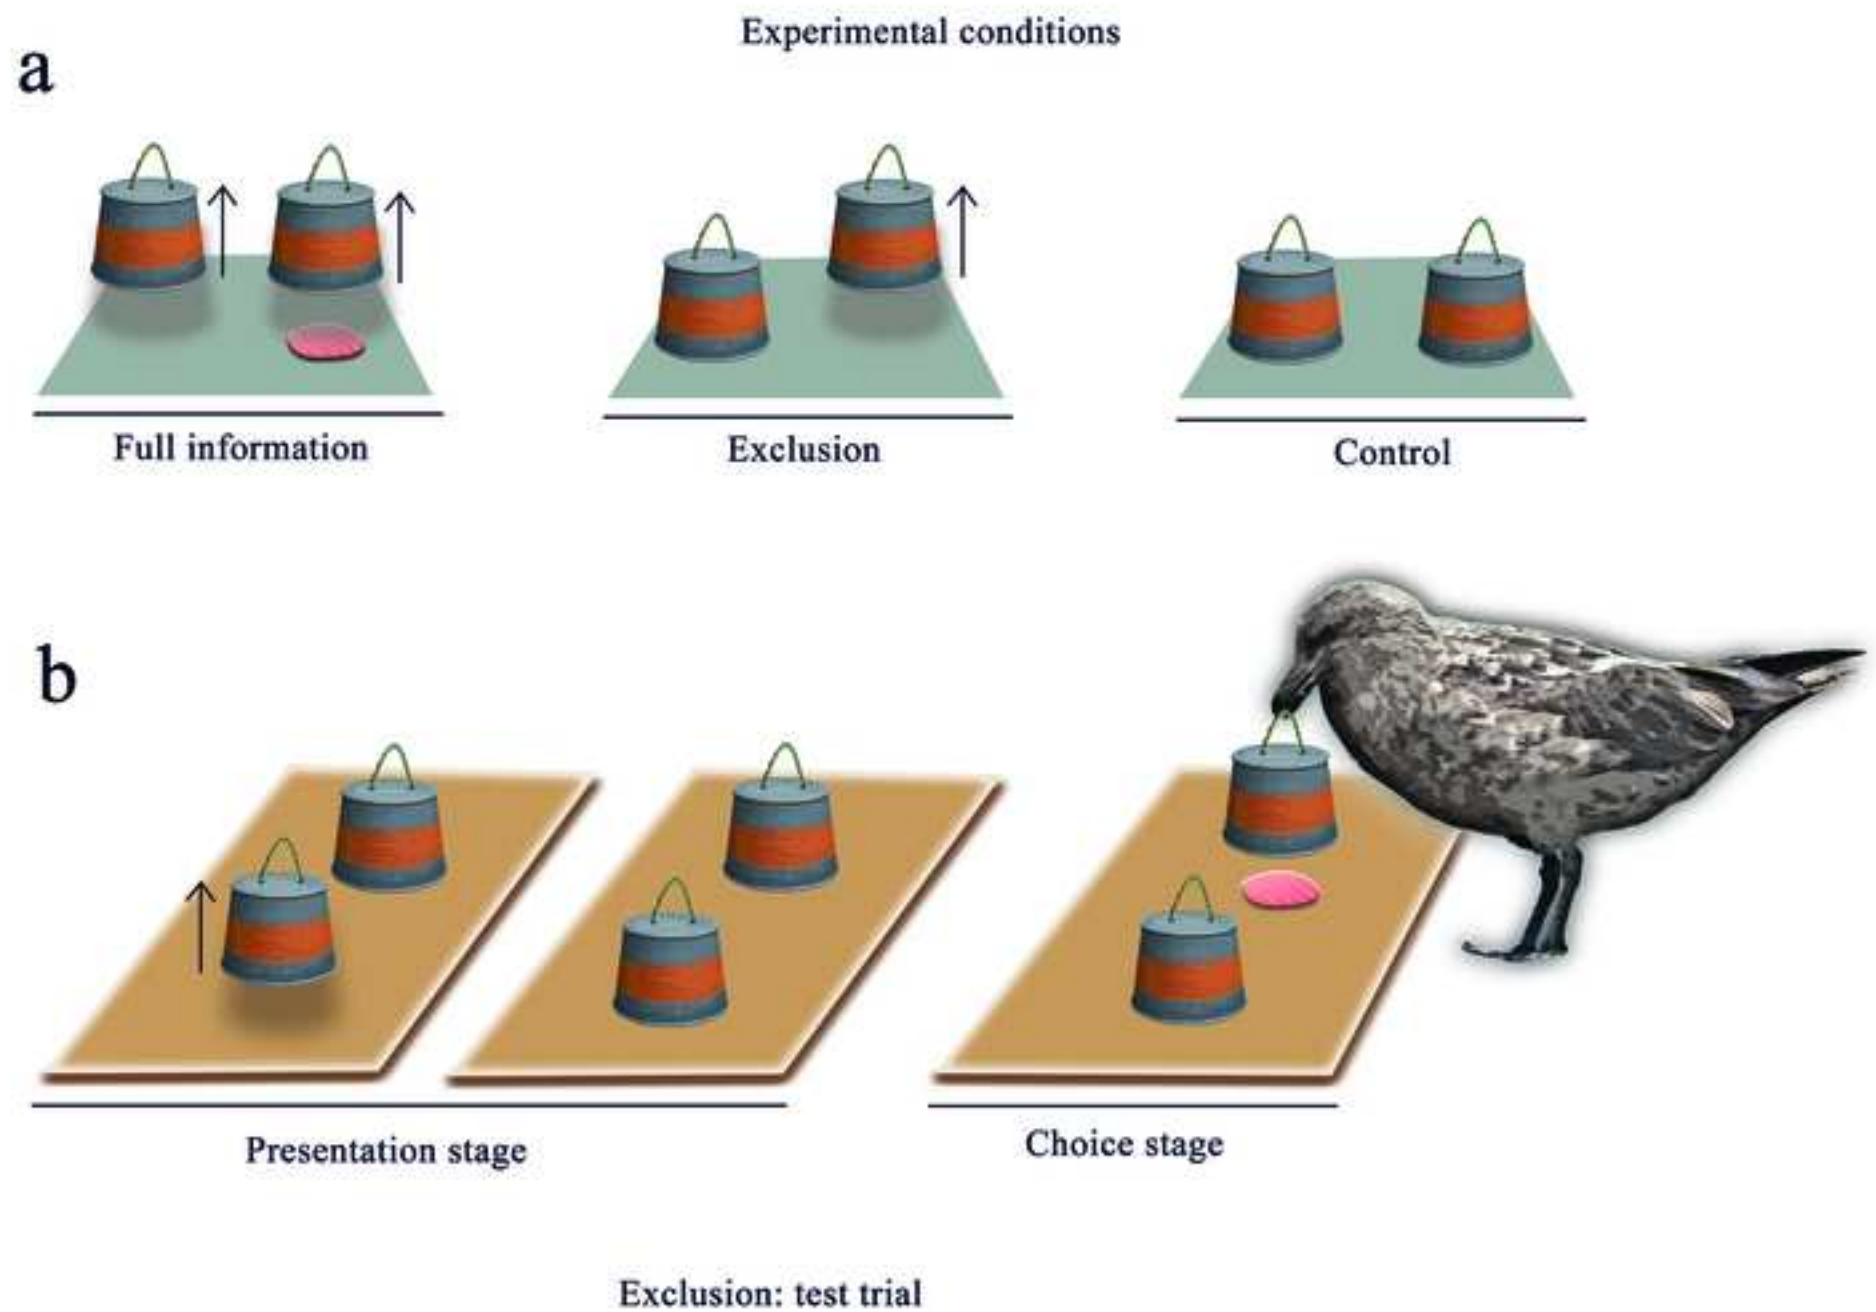 Experimental conditions
a
Full information
Exclusion
Control
b
Presentation stage
Choice stage
Exclusion: test trial